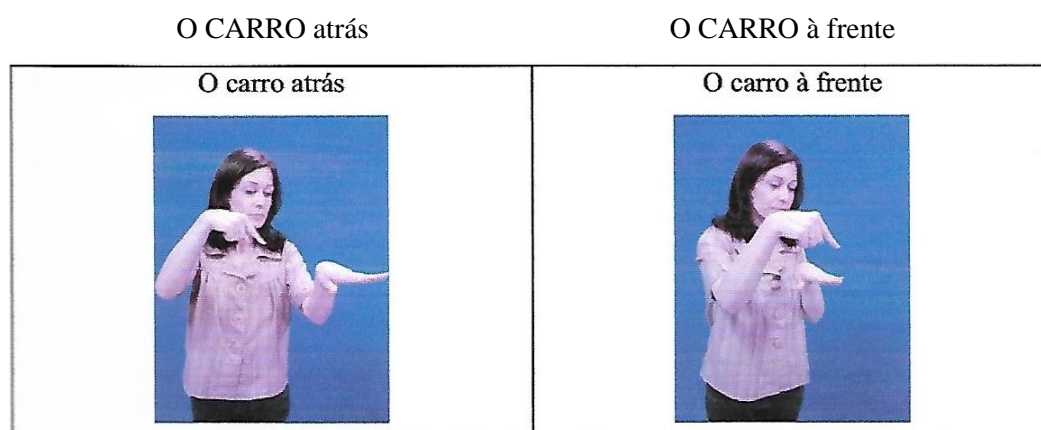 O CARRO atrás
O CARRO à frente
O carro atrás
O carro à frente